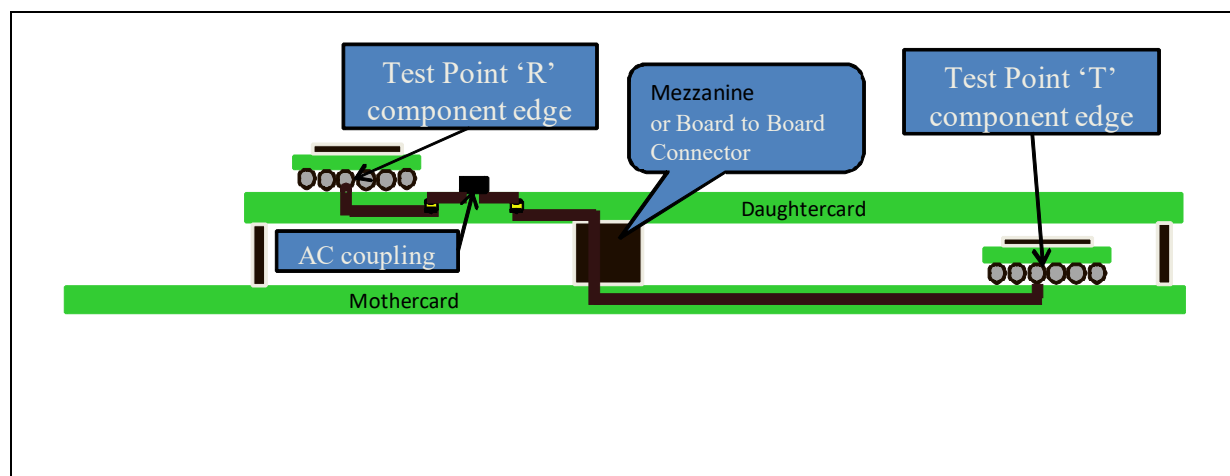 Test Point ‘R’
component edge
Mezzanine
or Board to Board
Connector
Test Point ‘T’
component edge
Daughtercard
AC coupling
Mothercard